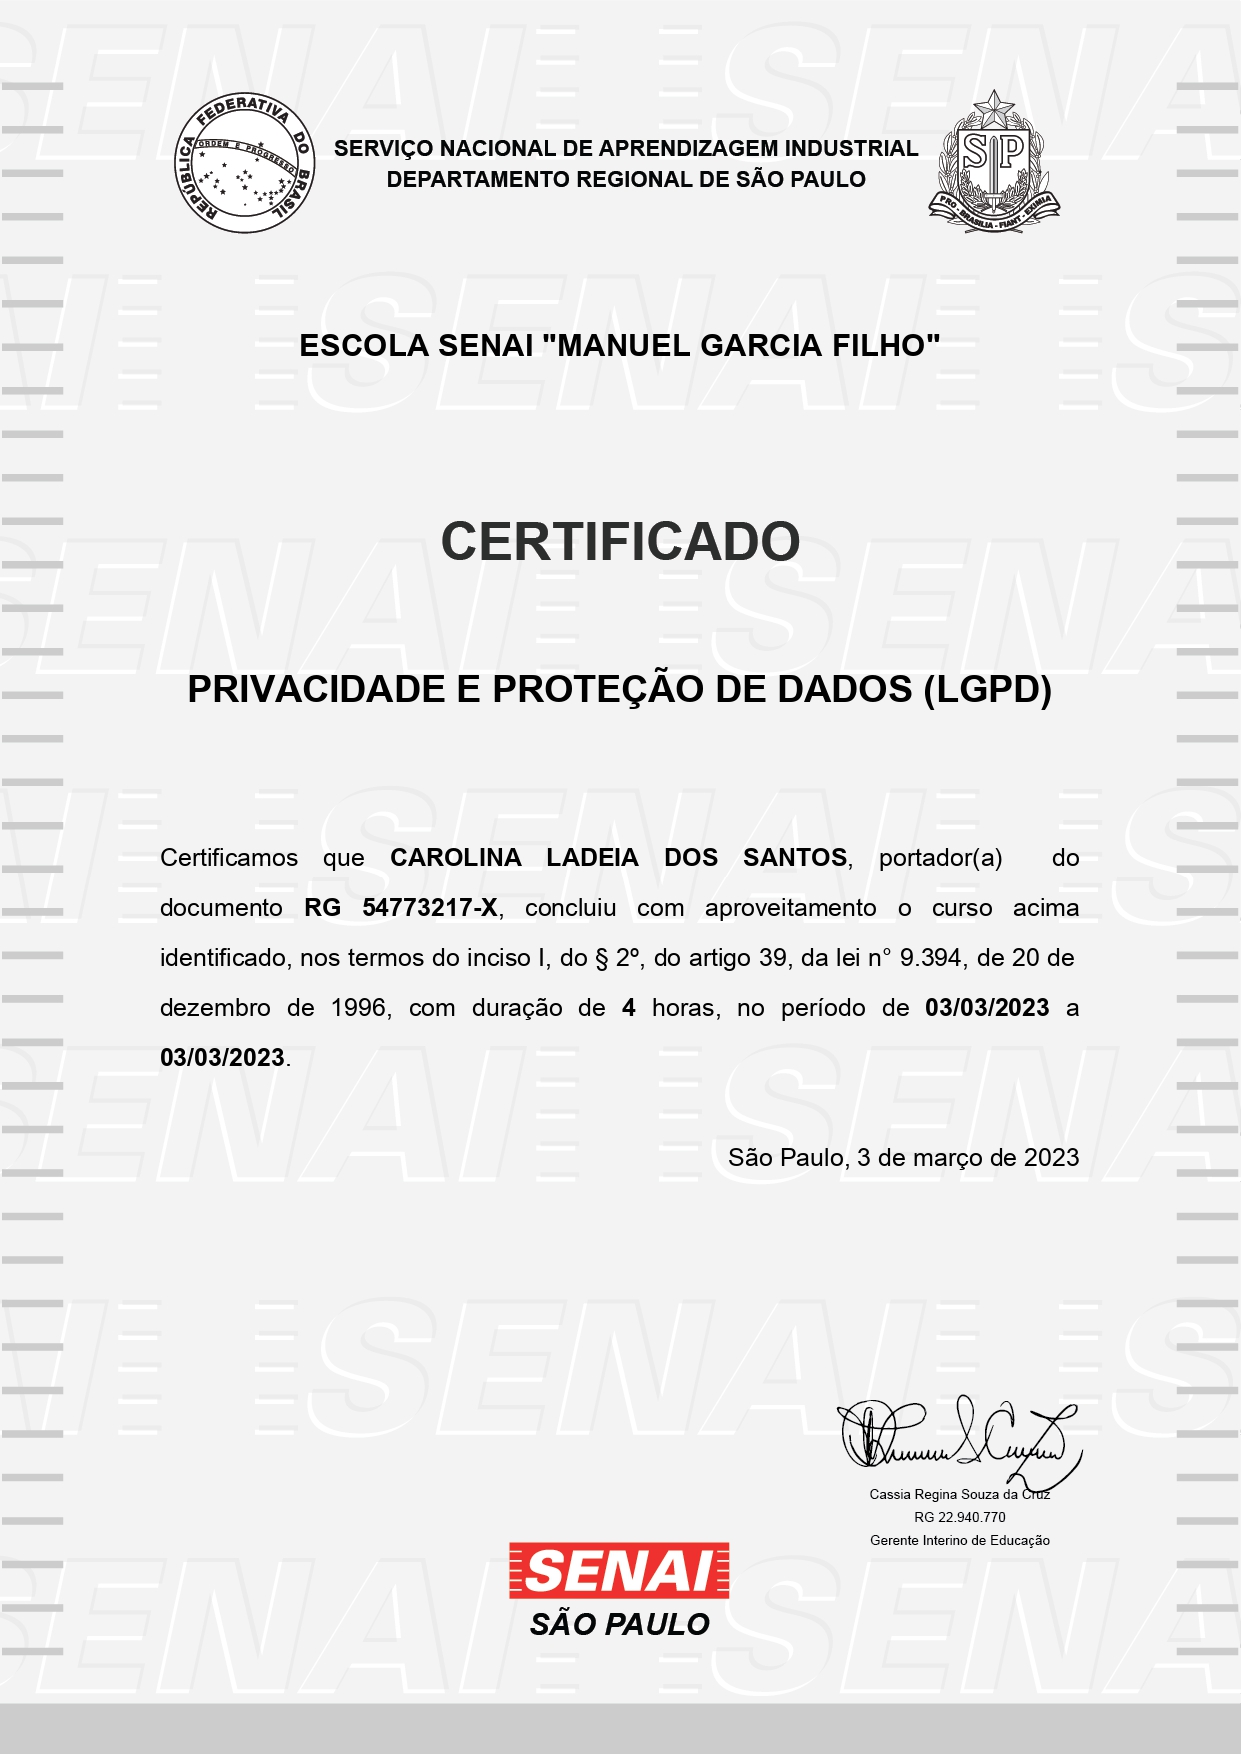 REPÚBLICA FEDERATIVA DO BRASIL
ORDEM E PROGRESSO
SERVIÇO NACIONAL DE APRENDIZAGEM INDUSTRIAL
DEPARTAMENTO REGIONAL DE SÃO PAULO
SP
PRO - BRASILIA - FIANT - EXIMIA
ESCOLA SENAI "MANUEL GARCIA FILHO"
CERTIFICADO
PRIVACIDADE E PROTEÇÃO DE DADOS (LGPD)
Certificamos que CAROLINA LADEIA DOS SANTOS, portador(a) do
documento RG 54773217-X, concluiu com aproveitamento o curso acima
identificado, nos termos do inciso I, do § 2º, do artigo 39, da lei n° 9.394, de 20 de
dezembro de 1996, com duração de 4 horas, no período de 03/03/2023 a
03/03/2023.
São Paulo, 3 de março de 2023
Cassia Regina Souza da Cruz
RG 22.940.770
Gerente Interino de Educação
SENAI
SÃO PAULO